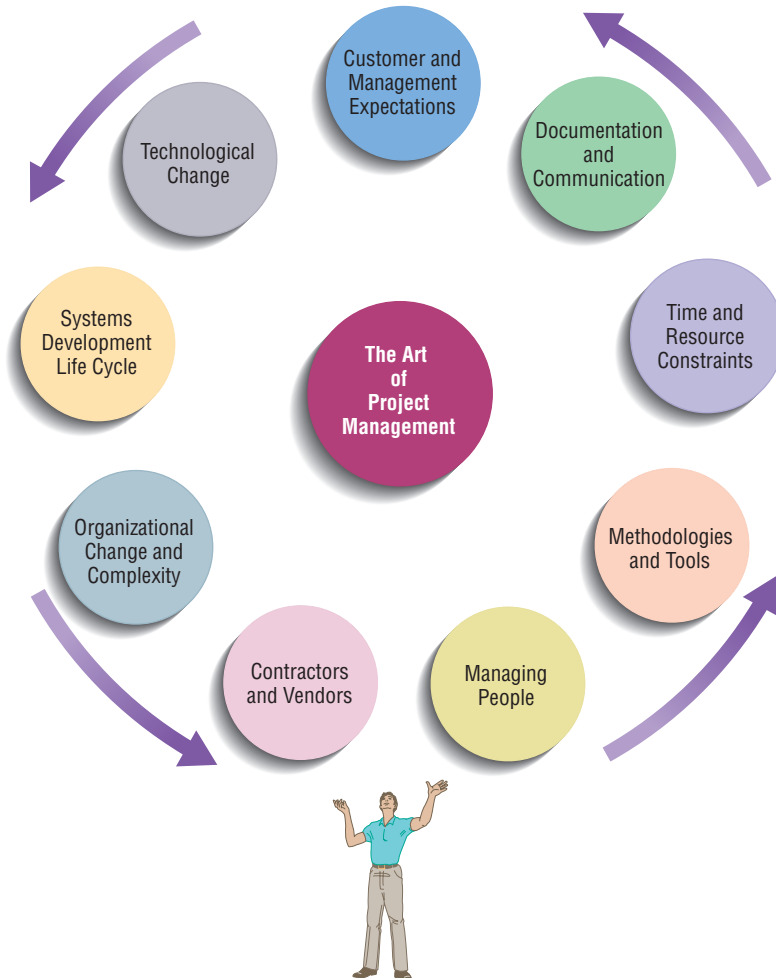 Customer and
Management
Expectations
Technological
Change
Documentation
and
Communication
Systems
Development
Life Cycle
The Art
of
Project
Management
Time and
Resource
Constraints
Organizational
Change and
Complexity
Methodologies
and Tools
Contractors
and Vendors
Managing
People